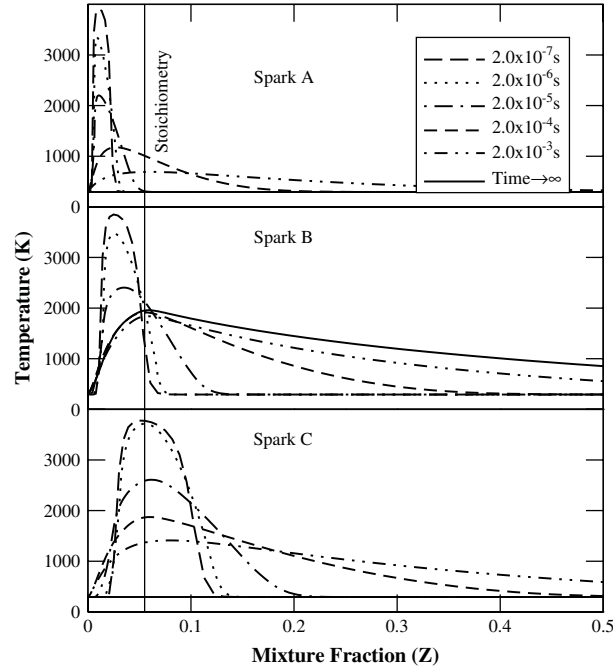 4000
3000
2000
1000
0
Spark A
Stoichiometry
2.0x10⁻⁷s
2.0x10⁻⁶s
2.0x10⁻⁵s
2.0x10⁻⁴s
2.0x10⁻³s
Time→∞
Temperature (K)
3000
2000
1000
0
Spark B
3000
2000
1000
0
Spark C
0 0.1 0.2 0.3 0.4 0.5
Mixture Fraction (Z)